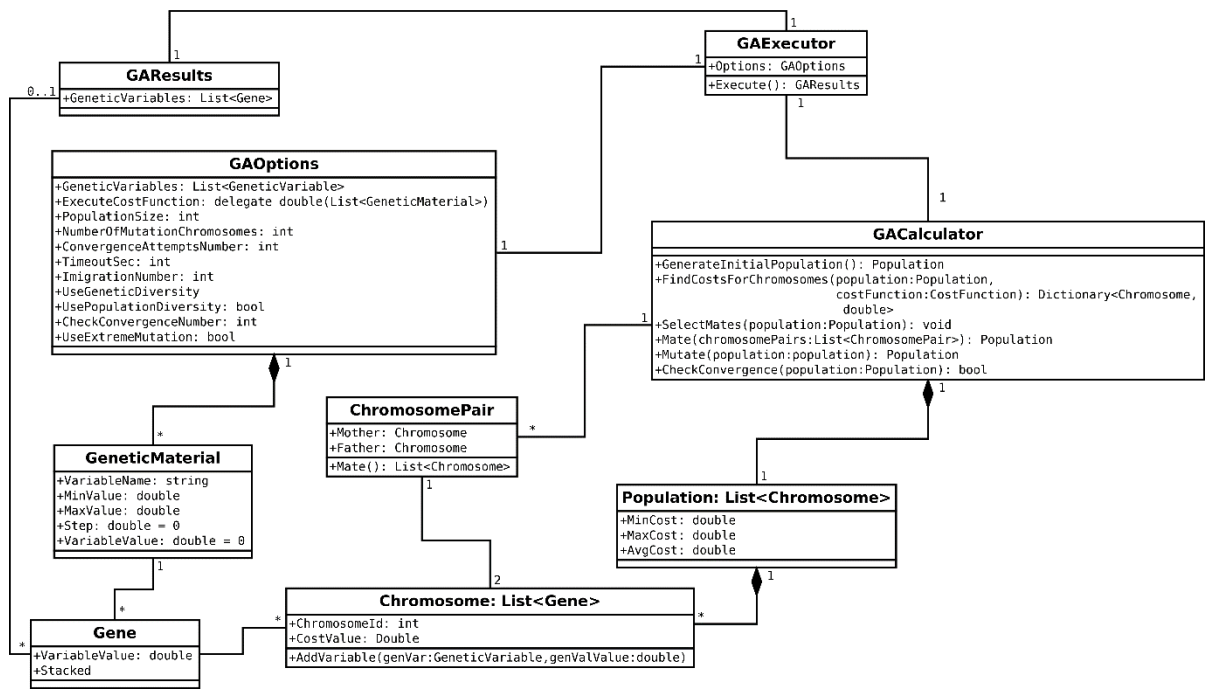 1
1
GAExecutor
+Options: GAOptions
+Execute(): GAResults
1
1
GAResults
+GeneticVariables: List<Gene>
0..1
GAOptions
+GeneticVariables: List<GeneticVariable>
+ExecuteCostFunction: delegate double(List<GeneticMaterial>)
+PopulationSize: int
+NumberOfMutationChromosomes: int
+ConvergenceAttemptsNumber: int
+TimeoutSec: int
+ImigrationNumber: int
+UseGeneticDiversity
+UsePopulationDiversity: bool
+CheckConvergenceNumber: int
+UseExtremeMutation: bool
1
1
1
GACalculator
+GenerateInitialPopulation(): Population
+FindCostsForChromosomes(population:Population,
costFunction:CostFunction): Dictionary<Chromosome,
double>
+SelectMates(population:Population): void
+Mate(chromosomePairs:List<ChromosomePair>): Population
+Mutate(population:population): Population
+CheckConvergence(population:Population): bool
1
1
*
ChromosomePair
+Mother: Chromosome
+Father: Chromosome
+Mate(): List<Chromosome>
*
1
GeneticMaterial
+VariableName: string
+MinValue: double
+MaxValue: double
+Step: double = 0
+VariableValue: double = 0
1
1
Population: List<Chromosome>
+MinCost: double
+MaxCost: double
+AvgCost: double
1
2
Chromosome: List<Gene>
+ChromosomeId: int
+CostValue: Double
+AddVariable(genVar:GeneticVariable,genValValue:double)
*
*
*
*
Gene
+VariableValue: double
+Stacked